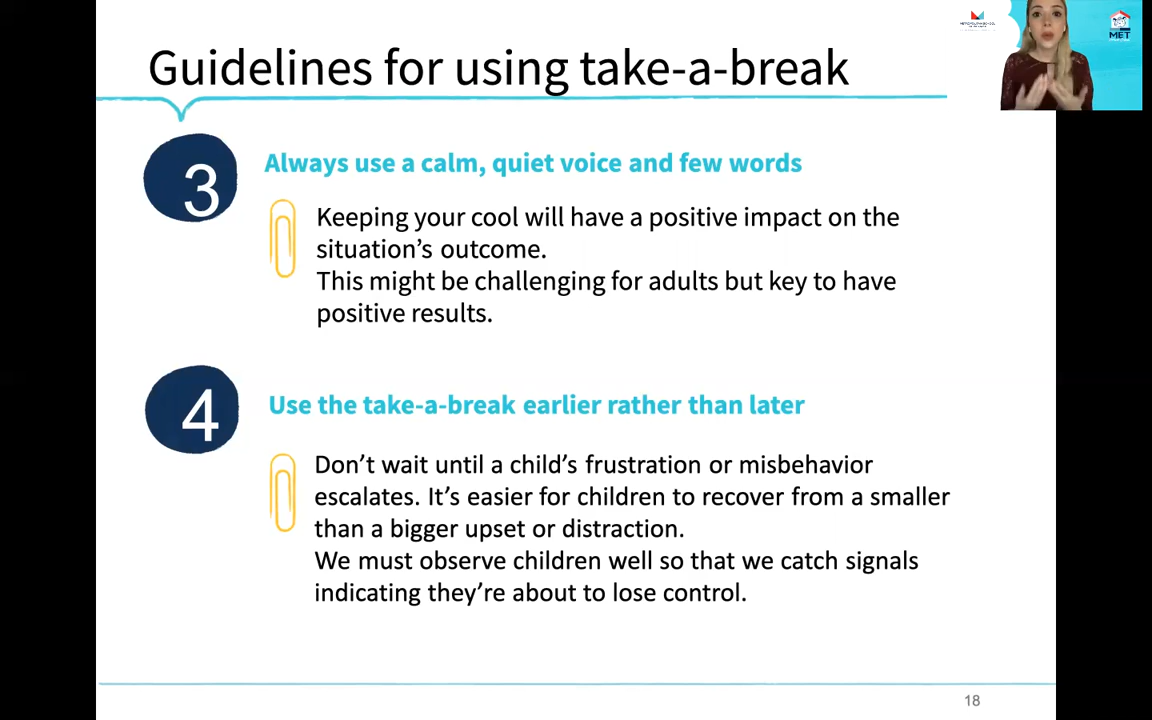 Guidelines for using take-a-break
MET
3
Always use a calm, quiet voice and few words
Keeping your cool will have a positive impact on the
situation’s outcome.
This might be challenging for adults but key to have
positive results.
4
Use the take-a-break earlier rather than later
Don’t wait until a child’s frustration or misbehavior
escalates. It’s easier for children to recover from a smaller
than a bigger upset or distraction.
We must observe children well so that we catch signals
indicating they’re about to lose control.
18